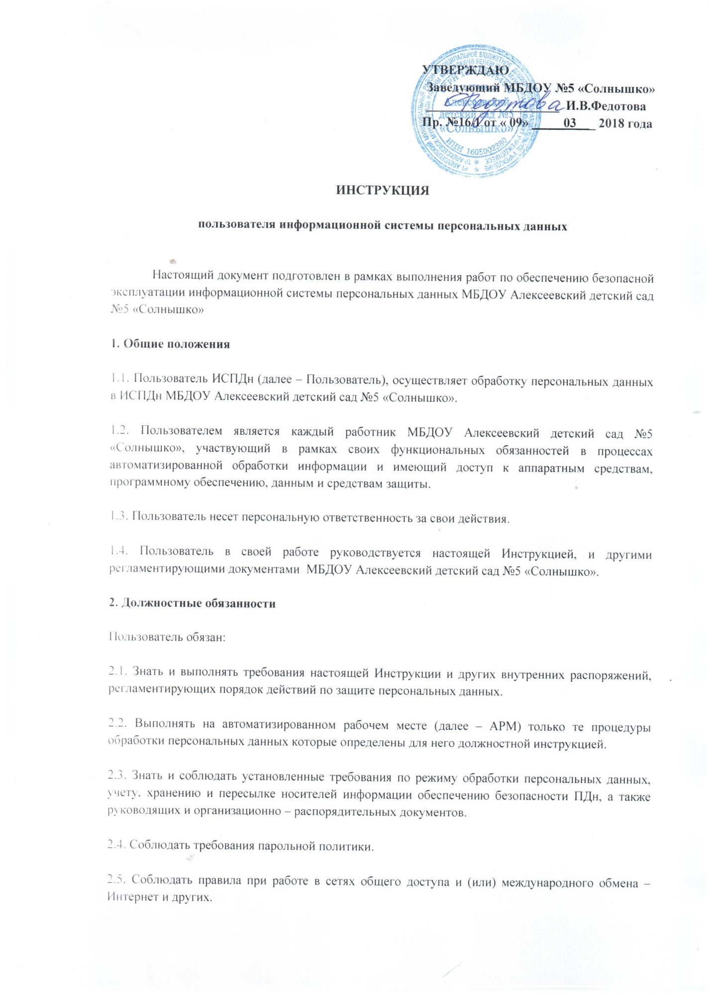 УТВЕРЖДАЮ
Заведующий МБДОУ №5 «Солнышко»
Федотова И.В.Федотова
Пр. №16/1 от « 09» 03 2018 года
Алексеевский
детский сад №5
«Солнышко»
ИНН 1605002380
ИНСТРУКЦИЯ
пользователя информационной системы персональных данных
Настоящий документ подготовлен в рамках выполнения работ по обеспечению безопасной
эксплуатации информационной системы персональных данных МБДОУ Алексеевский детский сад
№5 «Солнышко»
1. Общие положения
1.1. Пользователь ИСПДн (далее – Пользователь), осуществляет обработку персональных данных
в ИСПДн МБДОУ Алексеевский детский сад №5 «Солнышко».
1.2. Пользователем является каждый работник МБДОУ Алексеевский детский сад №5
«Солнышко», участвующий в рамках своих функциональных обязанностей в процессах
автоматизированной обработки информации и имеющий доступ к аппаратным средствам,
программному обеспечению, данным и средствам защиты.
1.3. Пользователь несет персональную ответственность за свои действия.
1.4. Пользователь в своей работе руководствуется настоящей Инструкцией, и другими
регламентирующими документами МБДОУ Алексеевский детский сад №5 «Солнышко».
2. Должностные обязанности
Пользователь обязан:
2.1. Знать и выполнять требования настоящей Инструкции и других внутренних распоряжений,
регламентирующих порядок действий по защите персональных данных.
2.2. Выполнять на автоматизированном рабочем месте (далее – АРМ) только те процедуры
обработки персональных данных которые определены для него должностной инструкцией.
2.3. Знать и соблюдать установленные требования по режиму обработки персональных данных,
учету, хранению и пересылке носителей информации обеспечению безопасности ПДн, а также
руководящих и организационно – распорядительных документов.
2.4. Соблюдать требования парольной политики.
2.5. Соблюдать правила при работе в сетях общего доступа и (или) международного обмена –
Интернет и других.